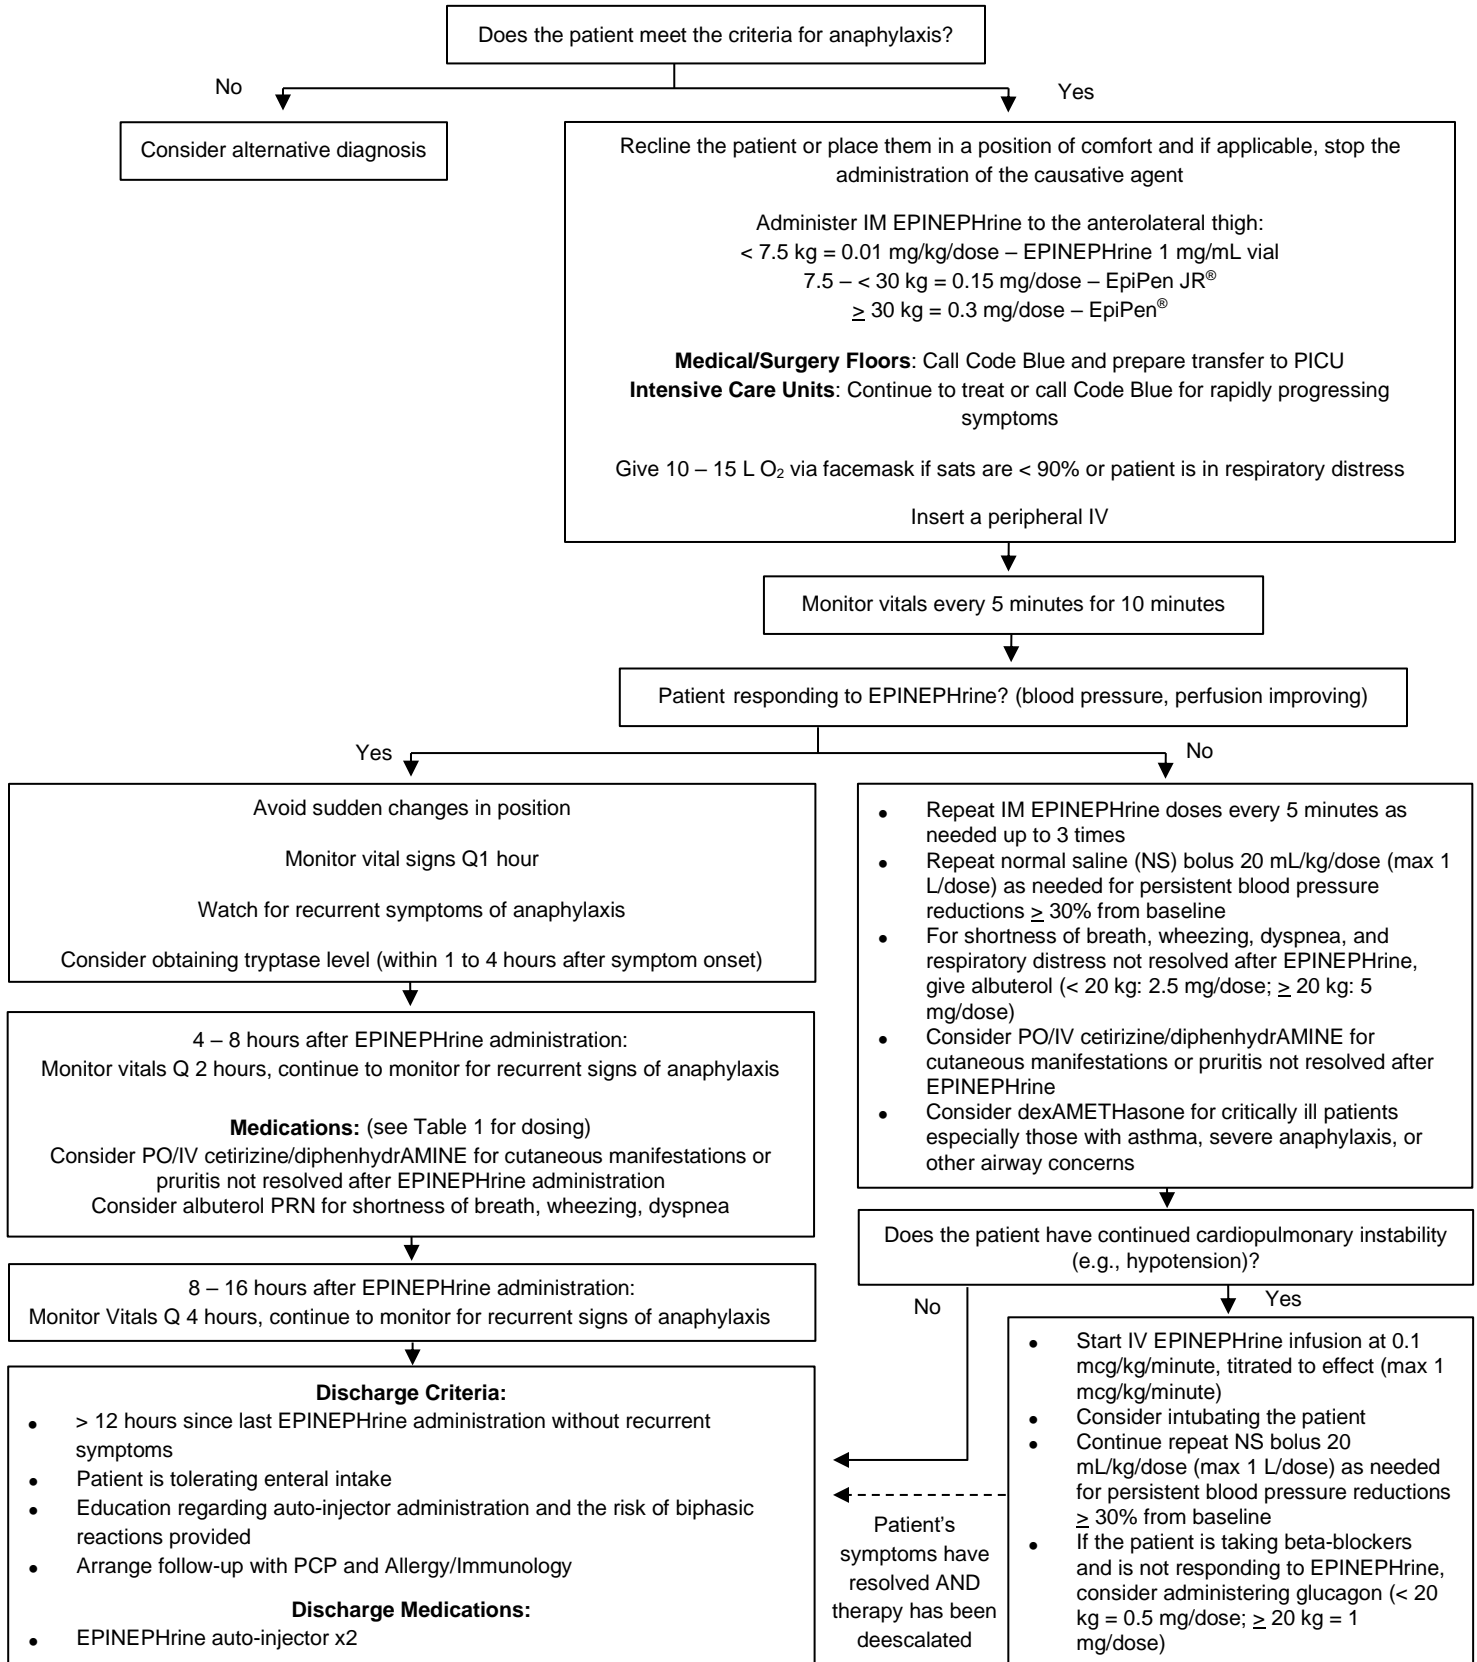 Does the patient meet the criteria for anaphylaxis?
No
Yes
Consider alternative diagnosis
Recline the patient or place them in a position of comfort and if applicable, stop the
administration of the causative agent
Administer IM EPINEPHrine to the anterolateral thigh:
< 7.5 kg = 0.01 mg/kg/dose – EPINEPHrine 1 mg/mL vial
7.5 – < 30 kg = 0.15 mg/dose – EpiPen JR®
≥ 30 kg = 0.3 mg/dose – EpiPen®
Medical/Surgery Floors: Call Code Blue and prepare transfer to PICU
Intensive Care Units: Continue to treat or call Code Blue for rapidly progressing
symptoms
Give 10 – 15 L O₂ via facemask if sats are < 90% or patient is in respiratory distress
Insert a peripheral IV
Monitor vitals every 5 minutes for 10 minutes
Patient responding to EPINEPHrine? (blood pressure, perfusion improving)
Yes
No
Avoid sudden changes in position
Monitor vital signs Q1 hour
Watch for recurrent symptoms of anaphylaxis
Consider obtaining tryptase level (within 1 to 4 hours after symptom onset)
4 – 8 hours after EPINEPHrine administration:
Monitor vitals Q 2 hours, continue to monitor for recurrent signs of anaphylaxis
Medications: (see Table 1 for dosing)
Consider PO/IV cetirizine/diphenhydrAMINE for cutaneous manifestations or
pruritis not resolved after EPINEPHrine administration
Consider albuterol PRN for shortness of breath, wheezing, dyspnea
8 – 16 hours after EPINEPHrine administration:
Monitor Vitals Q 4 hours, continue to monitor for recurrent signs of anaphylaxis
Discharge Criteria:
• > 12 hours since last EPINEPHrine administration without recurrent
symptoms
• Patient is tolerating enteral intake
• Education regarding auto-injector administration and the risk of biphasic
reactions provided
• Arrange follow-up with PCP and Allergy/Immunology
Discharge Medications:
• EPINEPHrine auto-injector x2
• Repeat IM EPINEPHrine doses every 5 minutes as
needed up to 3 times
• Repeat normal saline (NS) bolus 20 mL/kg/dose (max 1
L/dose) as needed for persistent blood pressure
reductions ≥ 30% from baseline
• For shortness of breath, wheezing, dyspnea, and
respiratory distress not resolved after EPINEPHrine,
give albuterol (< 20 kg: 2.5 mg/dose; ≥ 20 kg: 5
mg/dose)
• Consider PO/IV cetirizine/diphenhydrAMINE for
cutaneous manifestations or pruritis not resolved after
EPINEPHrine
• Consider dexAMETHasone for critically ill patients
especially those with asthma, severe anaphylaxis, or
other airway concerns
Does the patient have continued cardiopulmonary instability
(e.g., hypotension)?
No
Yes
• Start IV EPINEPHrine infusion at 0.1
mcg/kg/minute, titrated to effect (max 1
mcg/kg/minute)
• Consider intubating the patient
• Continue repeat NS bolus 20
mL/kg/dose (max 1 L/dose) as needed
for persistent blood pressure reductions
≥ 30% from baseline
• If the patient is taking beta-blockers
and is not responding to EPINEPHrine,
consider administering glucagon (< 20
kg = 0.5 mg/dose; ≥ 20 kg = 1
mg/dose)
Patient's
symptoms have
resolved AND
therapy has been
deescalated